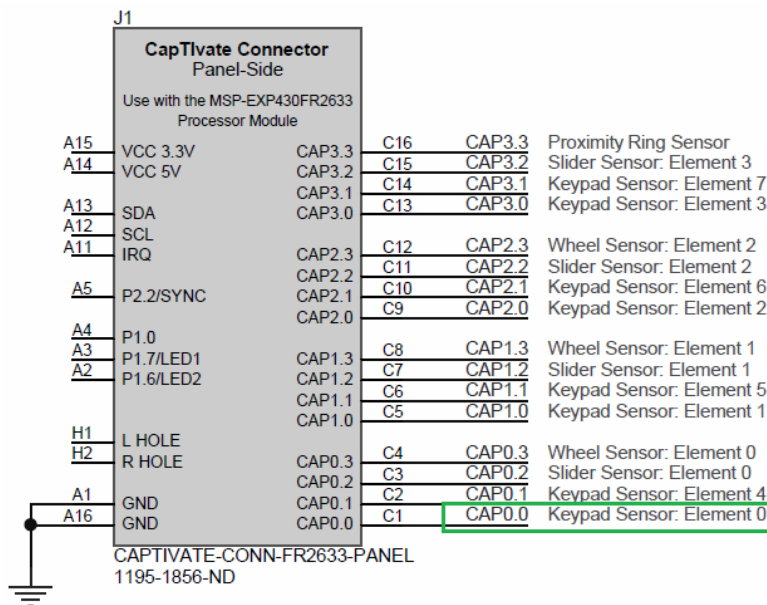 J1
CapTIvate Connector
Panel-Side
Use with the MSP-EXP430FR2633
Processor Module
A15 VCC 3.3V CAP3.3 C16 CAP3.3 Proximity Ring Sensor
A14 VCC 5V CAP3.2 C15 CAP3.2 Slider Sensor: Element 3
CAP3.1 C14 CAP3.1 Keypad Sensor: Element 7
A13 SDA CAP3.0 C13 CAP3.0 Keypad Sensor: Element 3
A12 SCL
A11 IRQ CAP2.3 C12 CAP2.3 Wheel Sensor: Element 2
CAP2.2 C11 CAP2.2 Slider Sensor: Element 2
A5 P2.2/SYNC CAP2.1 C10 CAP2.1 Keypad Sensor: Element 6
CAP2.0 C9 CAP2.0 Keypad Sensor: Element 2
A4 P1.0
A3 P1.7/LED1 CAP1.3 C8 CAP1.3 Wheel Sensor: Element 1
A2 P1.6/LED2 CAP1.2 C7 CAP1.2 Slider Sensor: Element 1
CAP1.1 C6 CAP1.1 Keypad Sensor: Element 5
CAP1.0 C5 CAP1.0 Keypad Sensor: Element 1
H1 L HOLE
H2 R HOLE CAP0.3 C4 CAP0.3 Wheel Sensor: Element 0
CAP0.2 C3 CAP0.2 Slider Sensor: Element 0
A1 GND CAP0.1 C2 CAP0.1 Keypad Sensor: Element 4
A16 GND CAP0.0 C1 CAP0.0 Keypad Sensor: Element 0
CAPTIVATE-CONN-FR2633-PANEL
1195-1856-ND